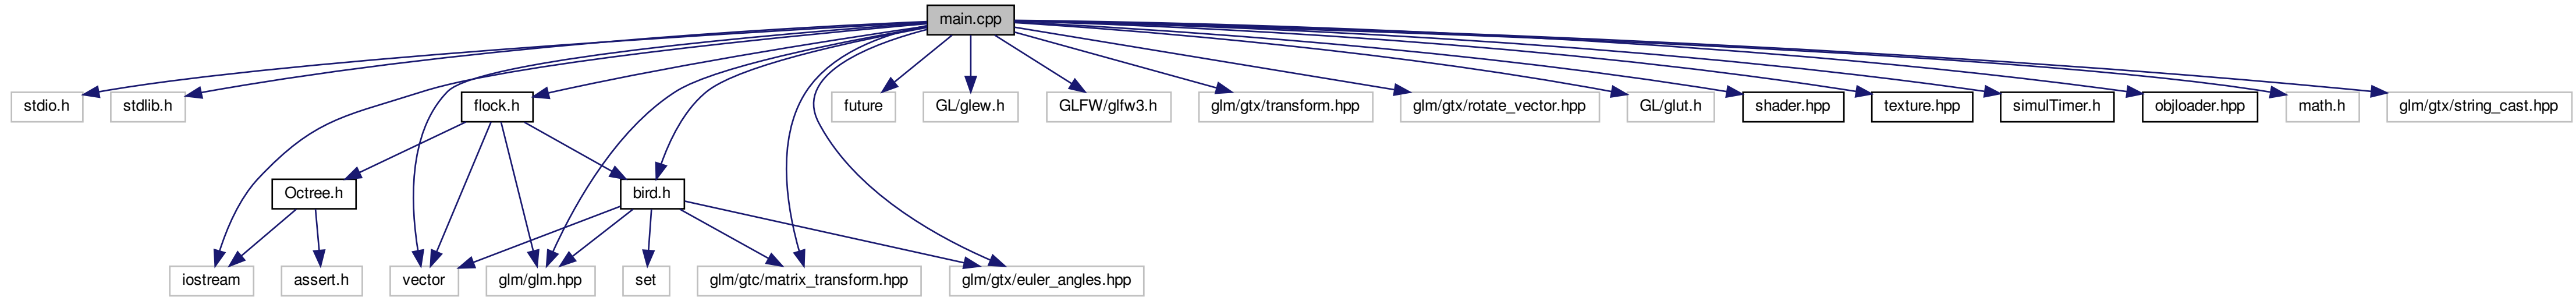 main.cpp
stdio.h
stdlib.h
flock.h
future
GL/glew.h
GLFW/glfw3.h
glm/gtx/transform.hpp
glm/gtx/rotate_vector.hpp
GL/glut.h
shader.hpp
texture.hpp
simulTimer.h
objloader.hpp
math.h
glm/gtx/string_cast.hpp
Octree.h
bird.h
iostream
assert.h
vector
glm/glm.hpp
set
glm/gtc/matrix_transform.hpp
glm/gtx/euler_angles.hpp